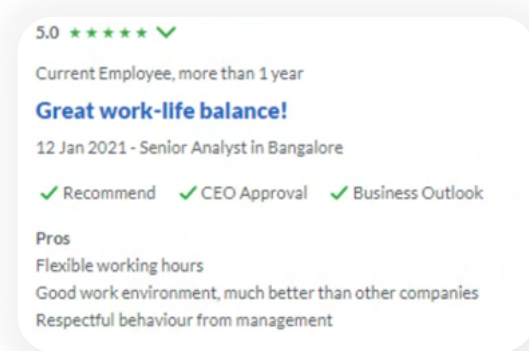 5.0 ★★★★★
Current Employee, more than 1 year
Great work-life balance!
12 Jan 2021 - Senior Analyst in Bangalore
✓ Recommend ✓ CEO Approval ✓ Business Outlook
Pros
Flexible working hours
Good work environment, much better than other companies
Respectful behaviour from management